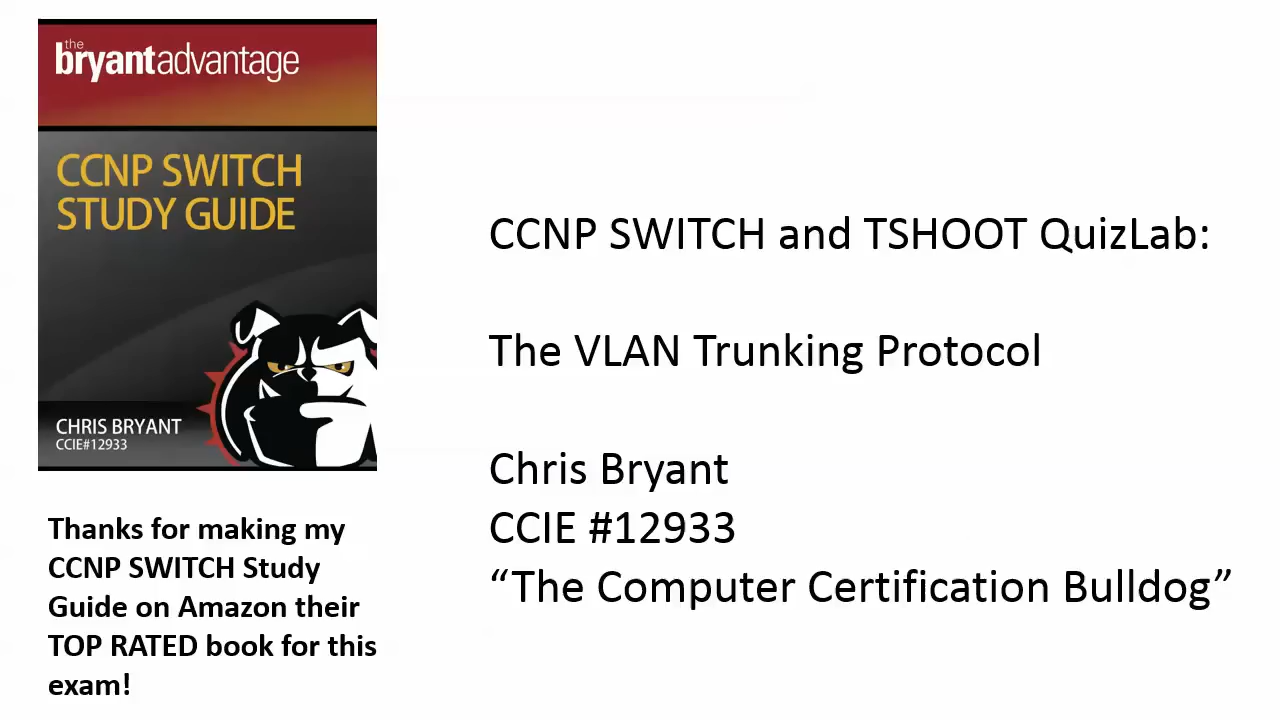 the
bryantadvantage
CCNP SWITCH
STUDY GUIDE
CHRIS BRYANT
CCIE#12933
Thanks for making my
CCNP SWITCH Study
Guide on Amazon their
TOP RATED book for this
exam!
CCNP SWITCH and TSHOOT QuizLab:
The VLAN Trunking Protocol
Chris Bryant
CCIE #12933
“The Computer Certification Bulldog”